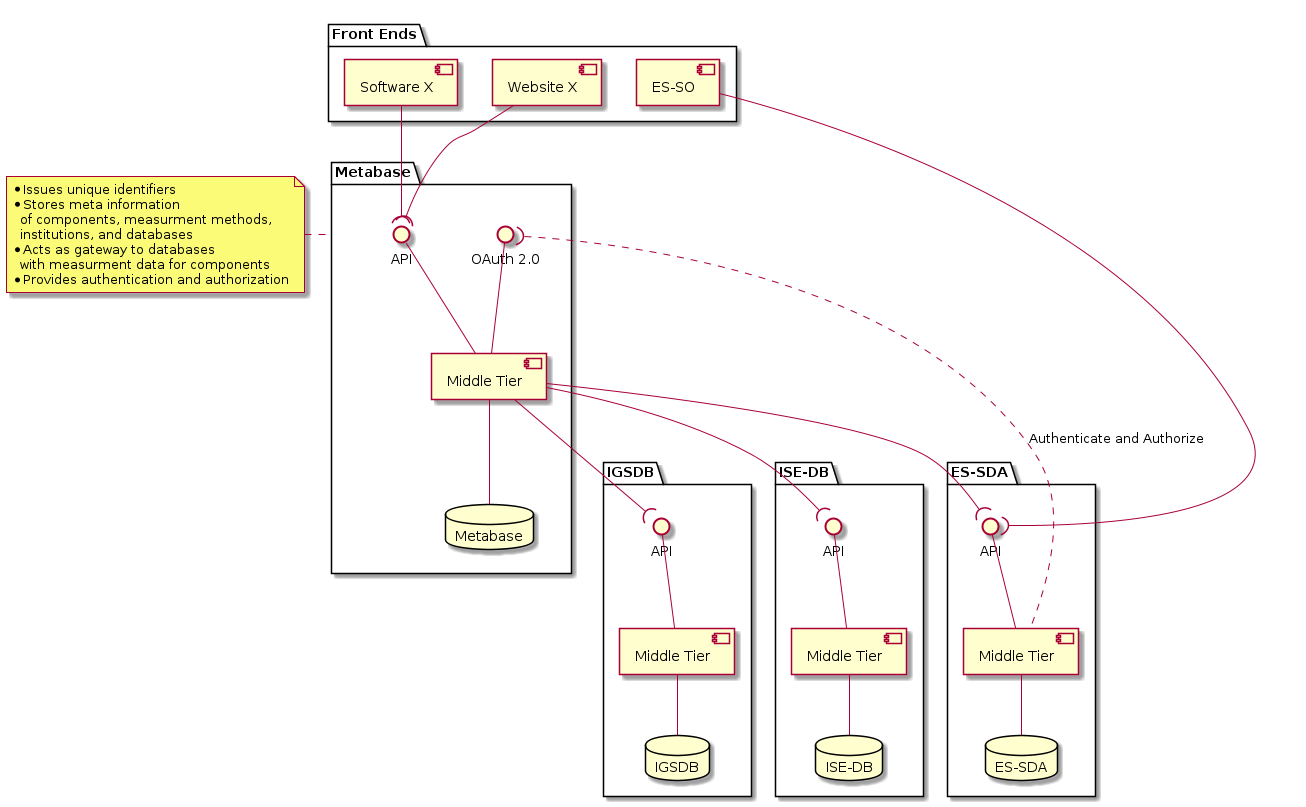 Front Ends
Software X
Website X
ES-SO
Metabase
• Issues unique identifiers
• Stores meta information
of components, measurment methods,
institutions, and databases
• Acts as gateway to databases
with measurment data for components
• Provides authentication and authorization
API
OAuth 2.0
Middle Tier
Authenticate and Authorize
Metabase
IGSDB
ISE-DB
ES-SDA
API
API
API
Middle Tier
Middle Tier
Middle Tier
IGSDB
ISE-DB
ES-SDA